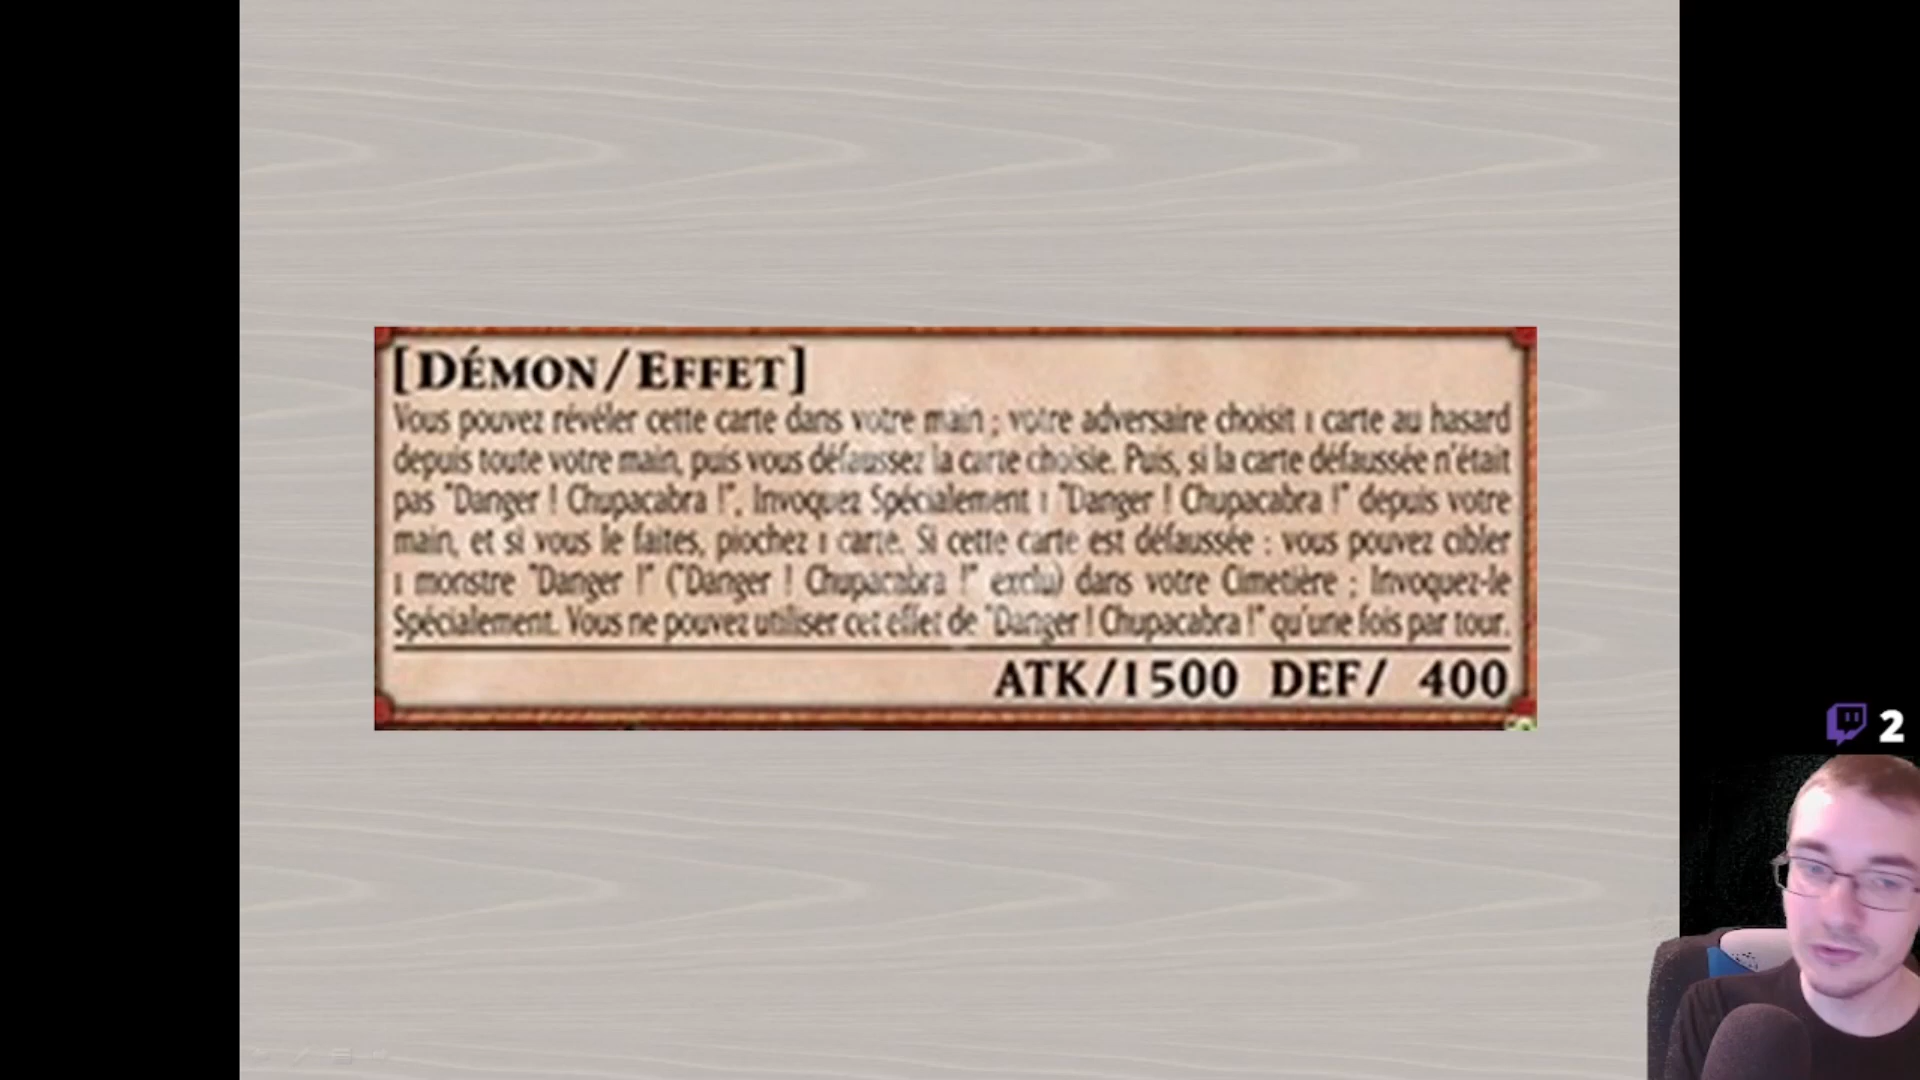 [DÉMON/EFFET]
Vous pouvez révéler cette carte dans votre main ; votre adversaire choisit 1 carte au hasard
depuis toute votre main, puis vous défaussez la carte choisie. Puis, si la carte défaussée n'était
pas "Danger ! Chupacabra !", Invoquez Spécialement 1 "Danger ! Chupacabra !" depuis votre
main, et si vous le faites, piochez 1 carte. Si cette carte est défaussée : vous pouvez cibler
1 monstre "Danger !" ("Danger ! Chupacabra !" exclu) dans votre Cimetière ; Invoquez-le
Spécialement. Vous ne pouvez utiliser cet effet de "Danger ! Chupacabra !" qu'une fois par tour.
ATK/1500 DEF/ 400
2